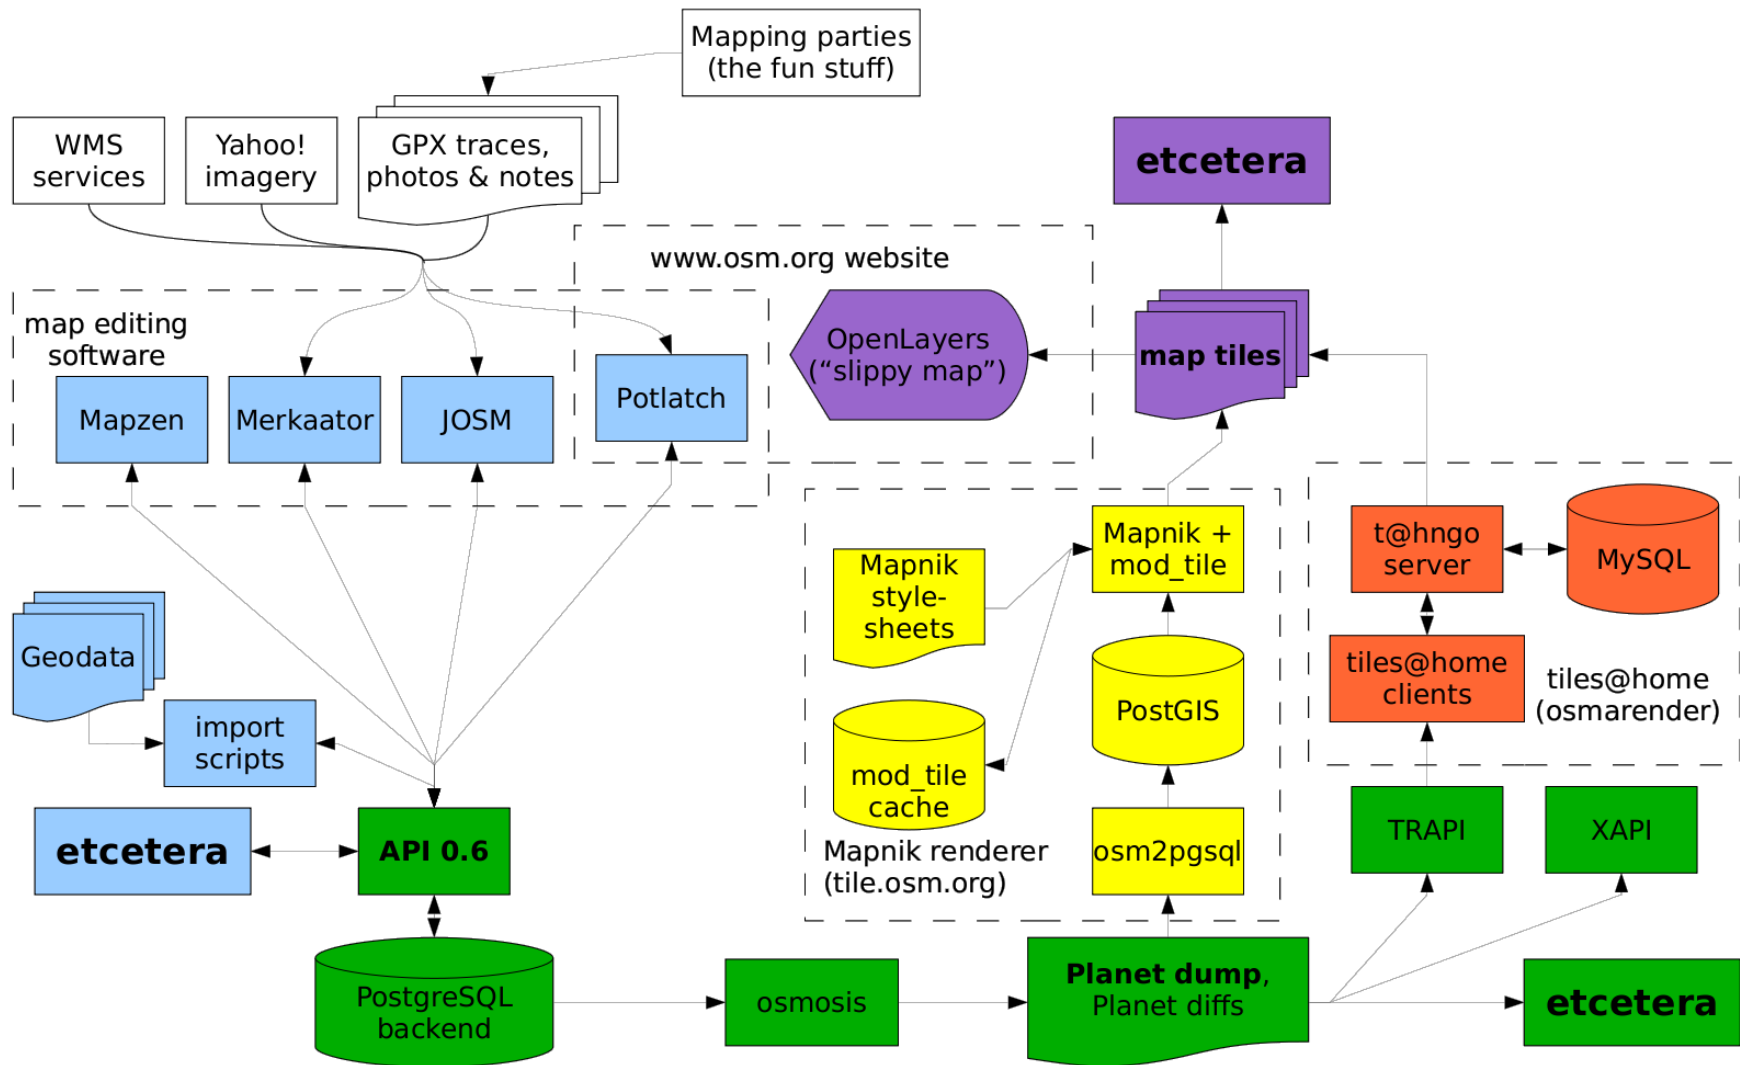 Mapping parties
(the fun stuff)
WMS
services
Yahoo!
imagery
GPX traces,
photos & notes
etcetera
www.osm.org website
map editing
software
OpenLayers
(“slippy map”)
map tiles
Mapzen
Merkaator
JOSM
Potlatch
Mapnik
style-
sheets
Mapnik +
mod_tile
t@hngo
server
MySQL
Geodata
import
scripts
PostGIS
tiles@home
clients
tiles@home
(osmarender)
mod_tile
cache
etcetera
API 0.6
Mapnik renderer
(tile.osm.org)
osm2pgsql
TRAPI
XAPI
PostgreSQL
backend
osmosis
Planet dump,
Planet diffs
etcetera